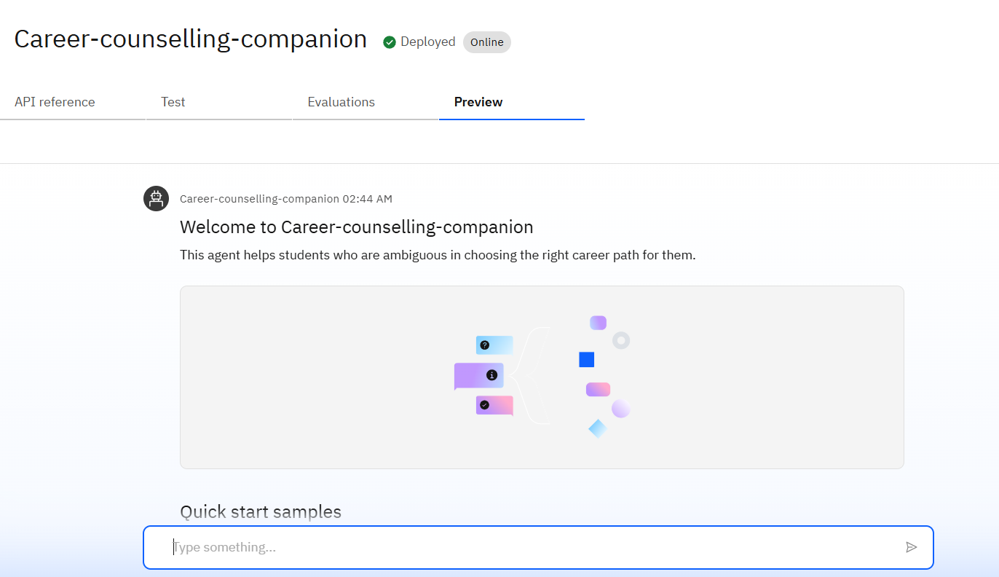 Career-counselling-companion Deployed Online
API reference Test Evaluations Preview
Career-counselling-companion 02:44 AM
Welcome to Career-counselling-companion
This agent helps students who are ambiguous in choosing the right career path for them.
Quick start samples
Type something...